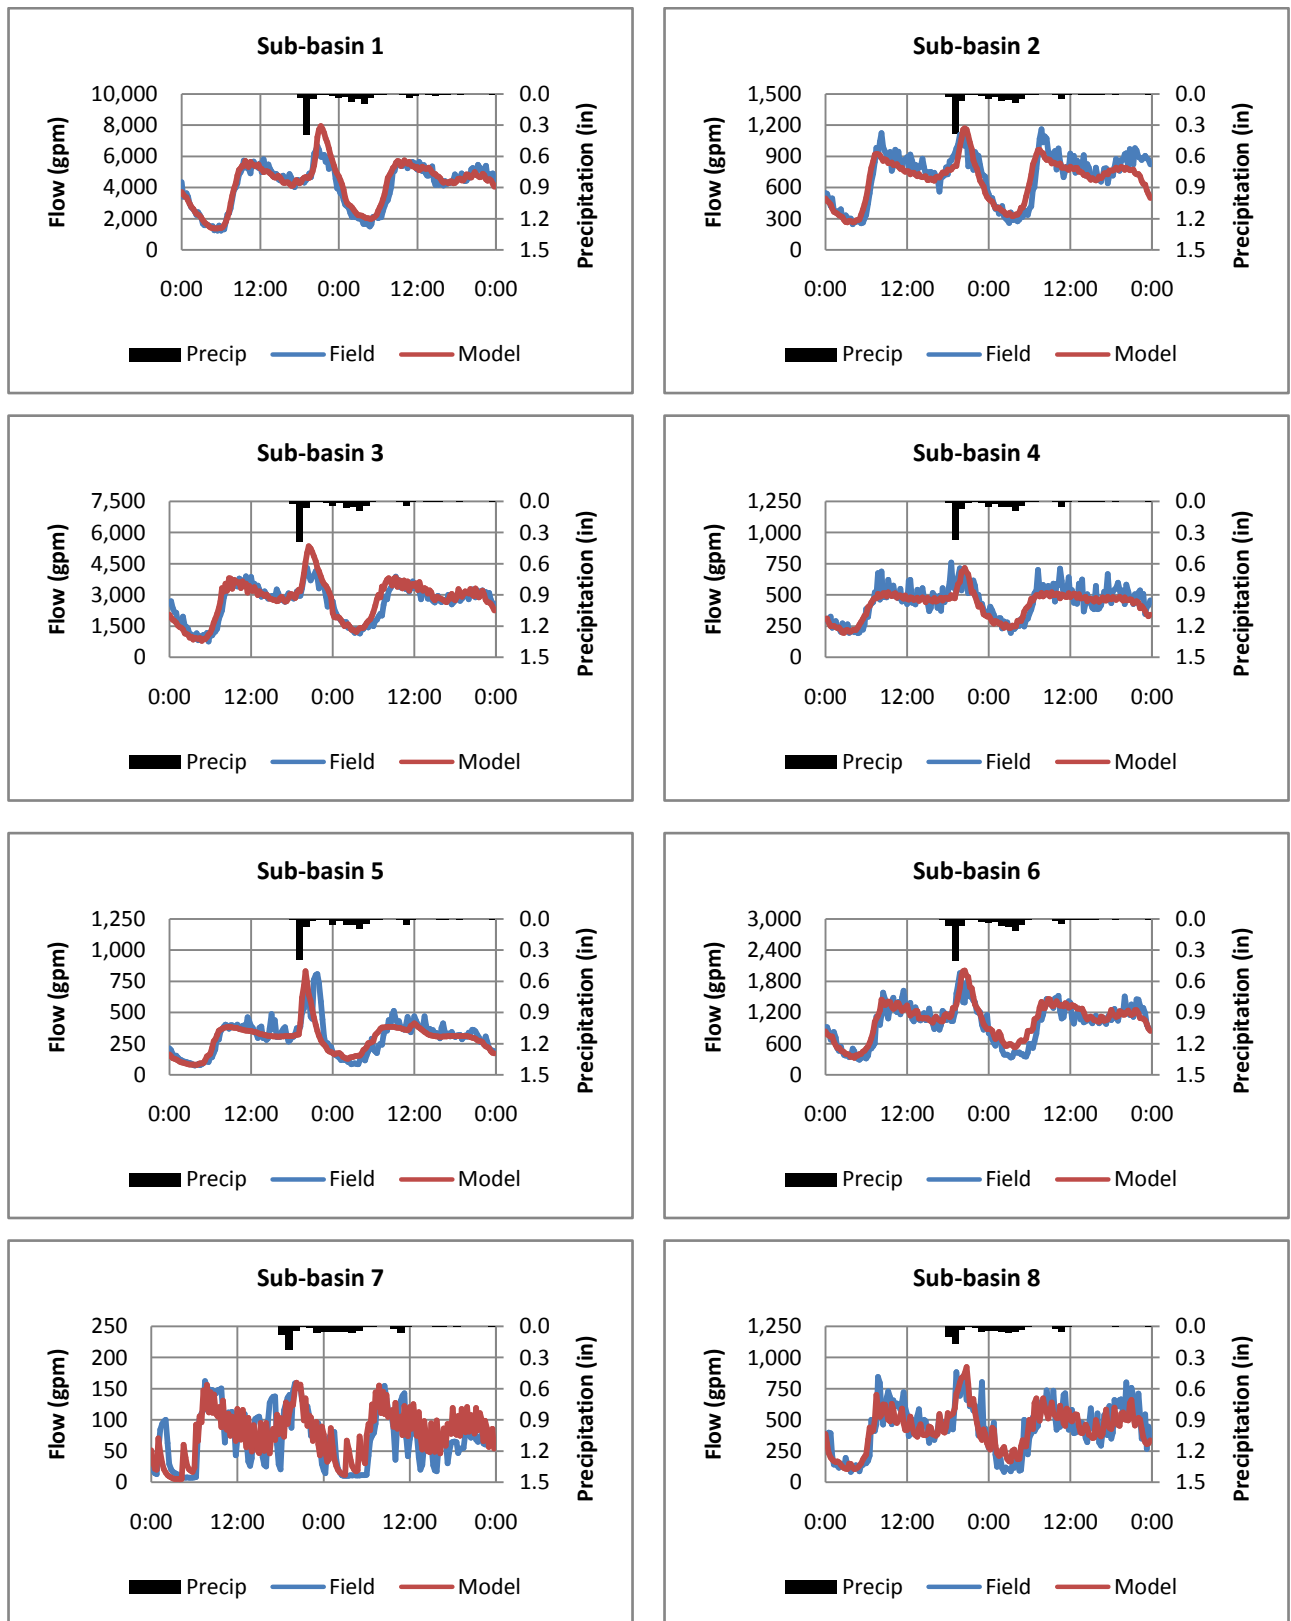 Sub-basin 1
Flow (gpm)
10,000
8,000
6,000
4,000
2,000
0
0.0
0.3
0.6
0.9
1.2
1.5
Precipitation (in)
0:00 12:00 0:00 12:00 0:00
Precip Field Model
Sub-basin 2
Flow (gpm)
1,500
1,200
900
600
300
0
0.0
0.3
0.6
0.9
1.2
1.5
Precipitation (in)
0:00 12:00 0:00 12:00 0:00
Precip Field Model
Sub-basin 3
Flow (gpm)
7,500
6,000
4,500
3,000
1,500
0
0.0
0.3
0.6
0.9
1.2
1.5
Precipitation (in)
0:00 12:00 0:00 12:00 0:00
Precip Field Model
Sub-basin 4
Flow (gpm)
1,250
1,000
750
500
250
0
0.0
0.3
0.6
0.9
1.2
1.5
Precipitation (in)
0:00 12:00 0:00 12:00 0:00
Precip Field Model
Sub-basin 5
Flow (gpm)
1,250
1,000
750
500
250
0
0.0
0.3
0.6
0.9
1.2
1.5
Precipitation (in)
0:00 12:00 0:00 12:00 0:00
Precip Field Model
Sub-basin 6
Flow (gpm)
3,000
2,400
1,800
1,200
600
0
0.0
0.3
0.6
0.9
1.2
1.5
Precipitation (in)
0:00 12:00 0:00 12:00 0:00
Precip Field Model
Sub-basin 7
Flow (gpm)
250
200
150
100
50
0
0.0
0.3
0.6
0.9
1.2
1.5
Precipitation (in)
0:00 12:00 0:00 12:00 0:00
Precip Field Model
Sub-basin 8
Flow (gpm)
1,250
1,000
750
500
250
0
0.0
0.3
0.6
0.9
1.2
1.5
Precipitation (in)
0:00 12:00 0:00 12:00 0:00
Precip Field Model